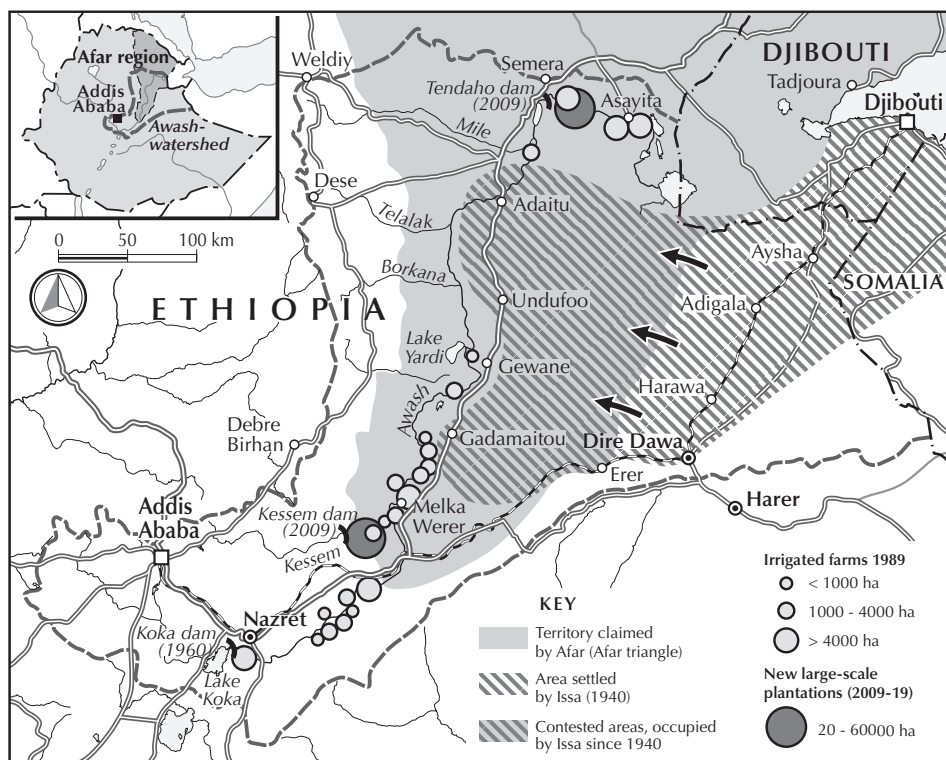 Afar region
Addis
Ababa
Awash-
watershed
0 50 100 km
ETHIOPIA
Weldiy
Dese
Debre
Birhan
Addis
Ababa
Nazret
Koka dam
(1960)
Lake
Koka
Kessem dam
(2009)
Kessem
Melka
Werer
Awash
Gadamaitou
Gewane
Lake
Yardi
Undufoo
Borkana
Telalak
Adaitu
Mile
Semera
Tendaho dam
(2009)
Asayita
DJIBOUTI
Tadjoura
Djibouti
Aysha
SOMALIA
Adigala
Harawa
Dire Dawa
Erer
Harer
KEY
Territory claimed
by Afar (Afar triangle)
Area settled
by Issa (1940)
Contested areas, occupied
by Issa since 1940
Irrigated farms 1989
< 1000 ha
1000 - 4000 ha
> 4000 ha
New large-scale
plantations (2009-19)
20 - 60000 ha